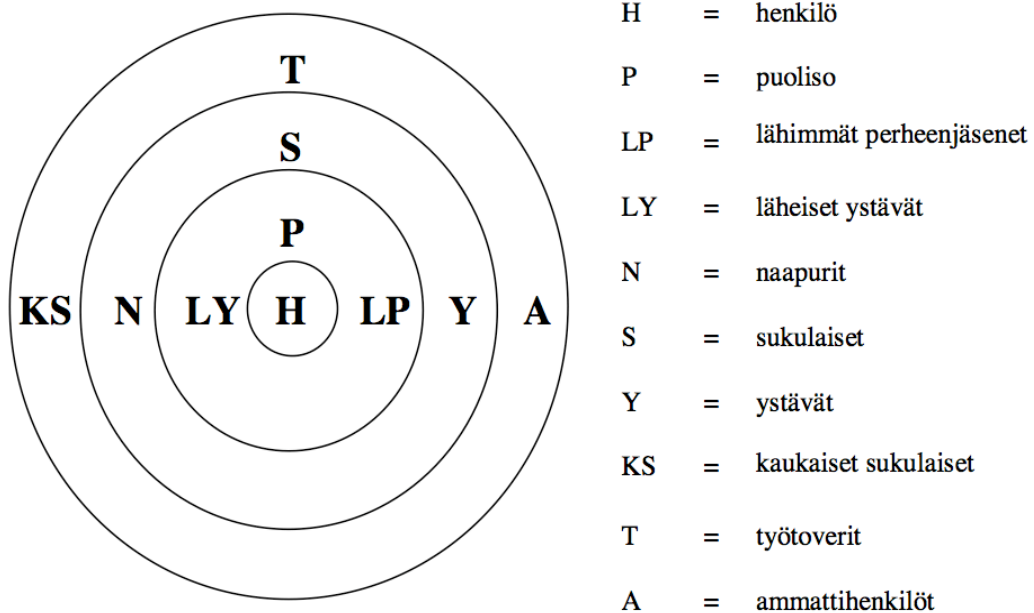 T
S
P
KS N LY H LP Y A
H = henkilö
P = puoliso
LP = lähimmät perheenjäsenet
LY = läheiset ystävät
N = naapurit
S = sukulaiset
Y = ystävät
KS = kaukaiset sukulaiset
T = työtoverit
A = ammattihenkilöt